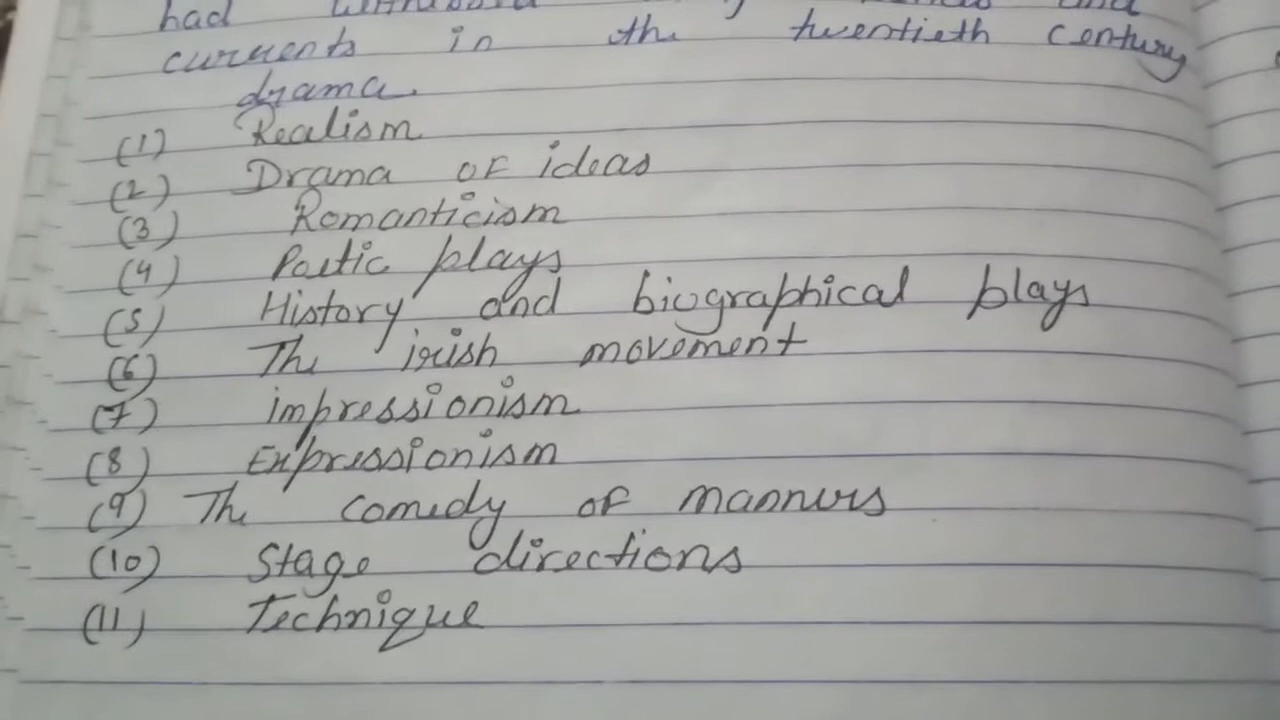 had and
currents in the twentieth century
drama.
(1) Realism
(2) Drama of ideas
(3) Romanticism
(4) Poetic plays
(5) History and biographical plays
(6) The irish movement
(7) impressionism
(8) Expressionism
(9) The comedy of manners
(10) Stage directions
(11) Technique